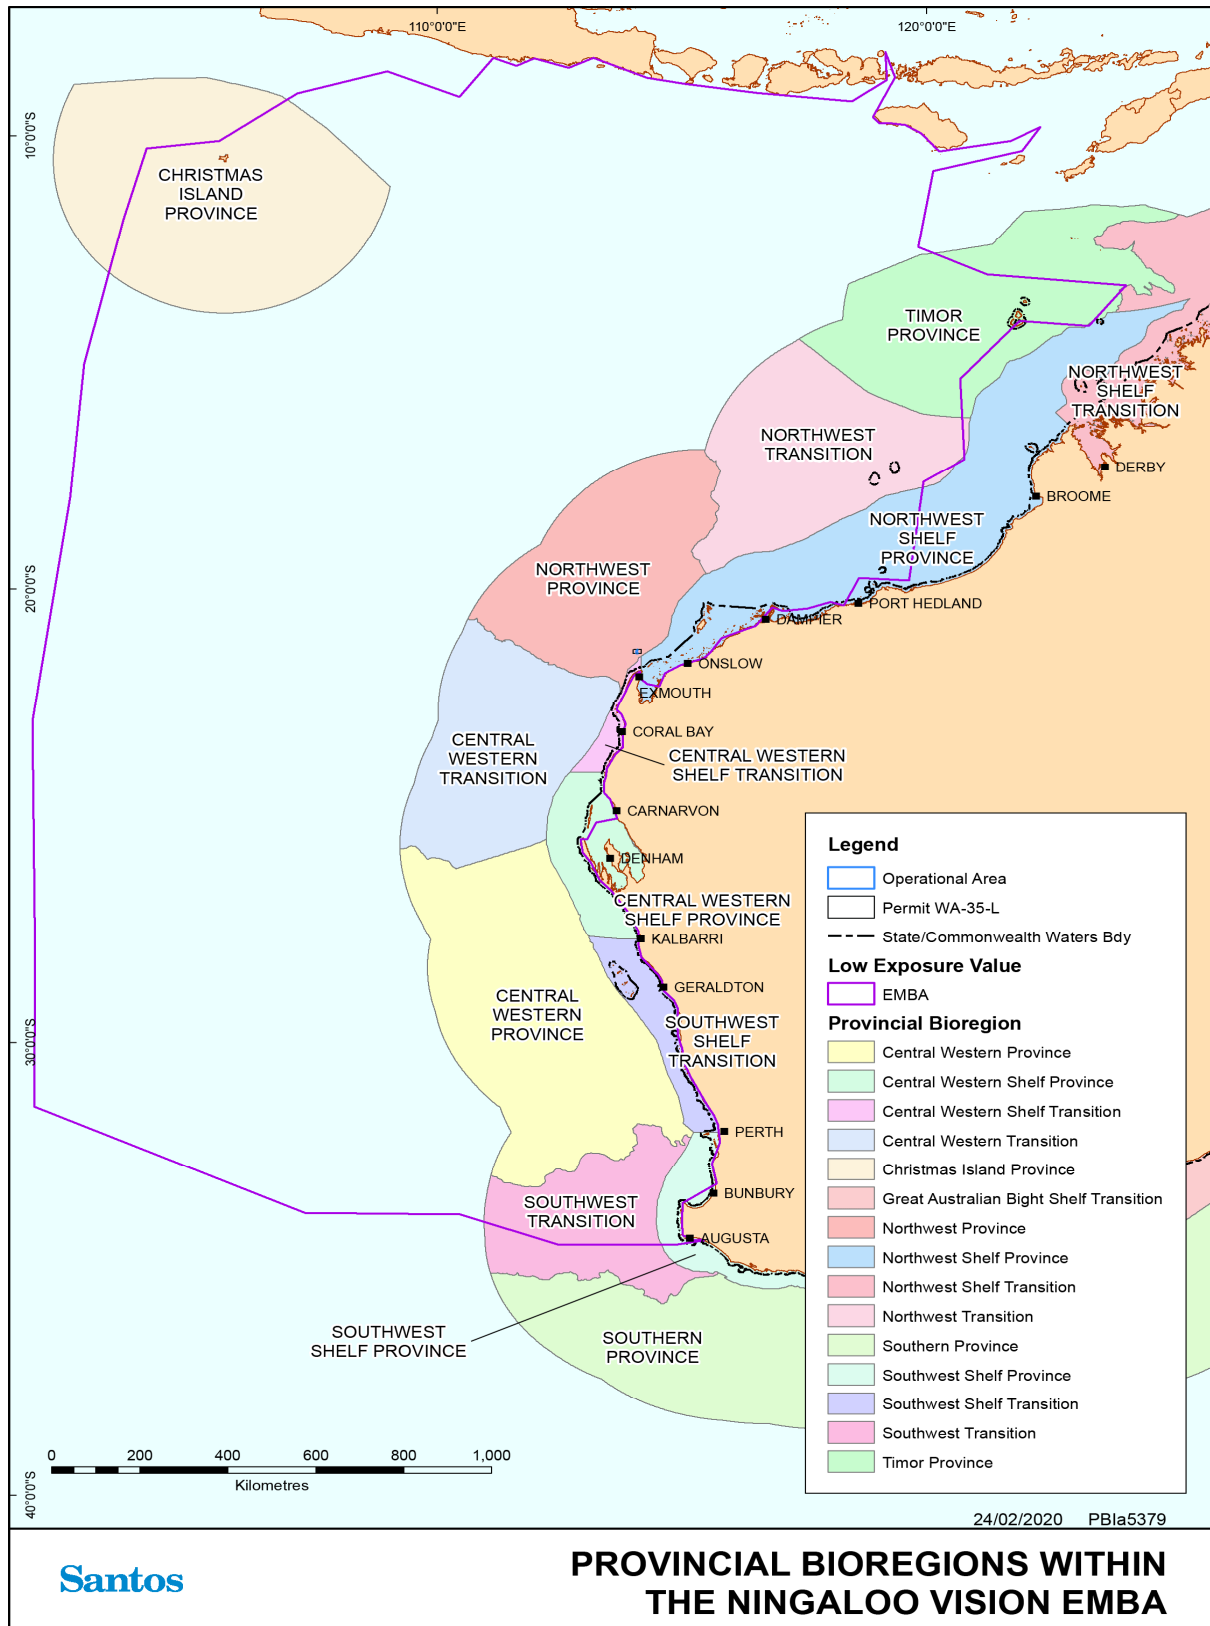 110°0'0"E
120°0'0"E
10°0'0"S
20°0'0"S
30°0'0"S
40°0'0"S
CHRISTMAS
ISLAND
PROVINCE
TIMOR
PROVINCE
NORTHWEST
SHELF
TRANSITION
NORTHWEST
TRANSITION
DERBY
BROOME
NORTHWEST
SHELF
PROVINCE
NORTHWEST
PROVINCE
PORT HEDLAND
DAMPIER
ONSLOW
EXMOUTH
CORAL BAY
CENTRAL
WESTERN
TRANSITION
CENTRAL WESTERN
SHELF TRANSITION
CARNARVON
DENHAM
CENTRAL WESTERN
SHELF PROVINCE
KALBARRI
GERALDTON
CENTRAL
WESTERN
PROVINCE
SOUTHWEST
SHELF
TRANSITION
PERTH
BUNBURY
SOUTHWEST
TRANSITION
AUGUSTA
SOUTHWEST
SHELF PROVINCE
SOUTHERN
PROVINCE
Legend
Operational Area
Permit WA-35-L
State/Commonwealth Waters Bdy
Low Exposure Value
EMBA
Provincial Bioregion
Central Western Province
Central Western Shelf Province
Central Western Shelf Transition
Central Western Transition
Christmas Island Province
Great Australian Bight Shelf Transition
Northwest Province
Northwest Shelf Province
Northwest Shelf Transition
Northwest Transition
Southern Province
Southwest Shelf Province
Southwest Shelf Transition
Southwest Transition
Timor Province
0 200 400 600 800 1,000
Kilometres
24/02/2020 PBIa5379
Santos
PROVINCIAL BIOREGIONS WITHIN
THE NINGALOO VISION EMBA